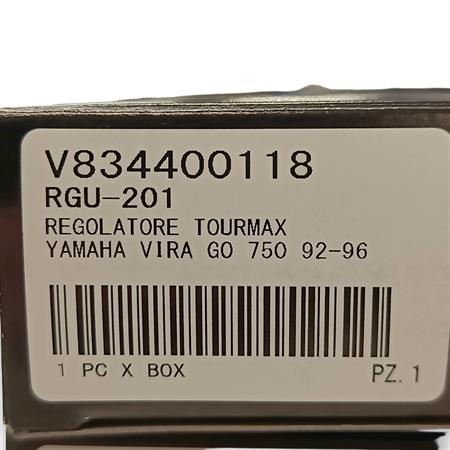 V834400118
RGU-201
REGOLATORE TOURMAX
YAMAHA VIRA GO 750 92-96
1 PC X BOX PZ.1